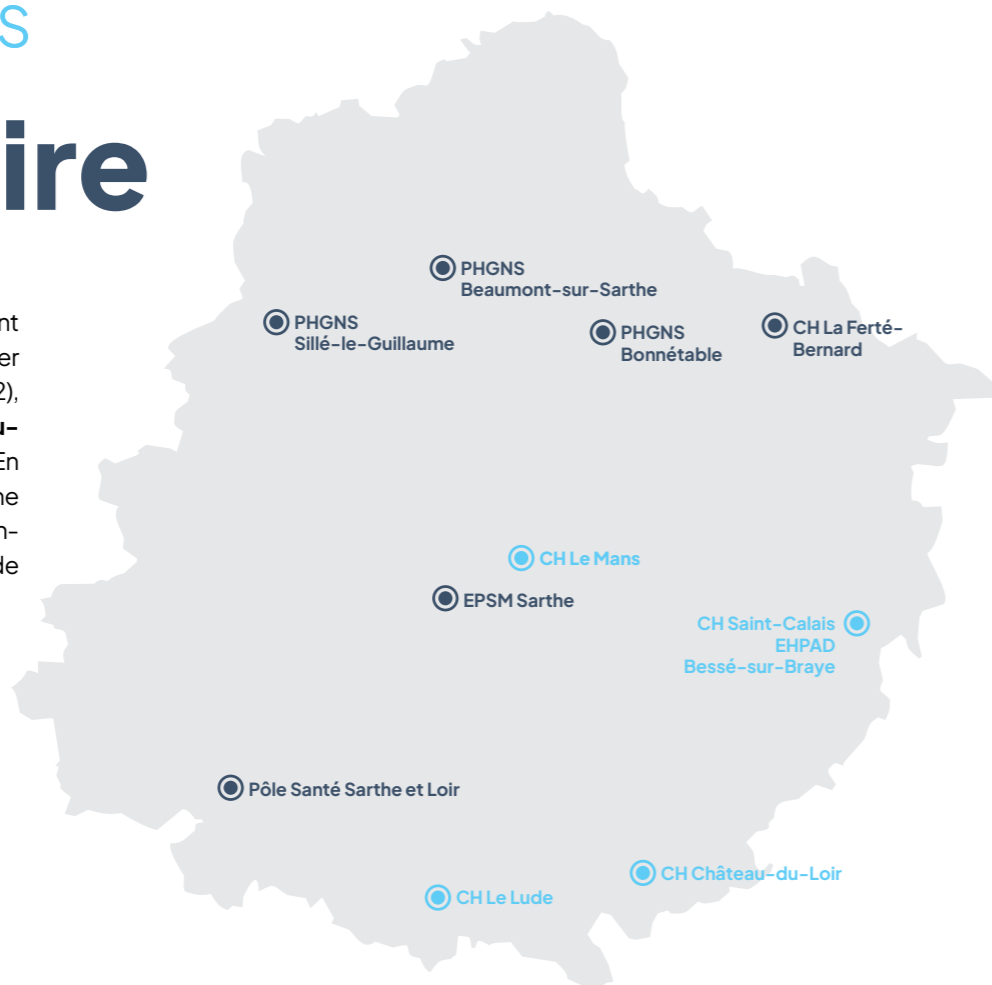 S
ire
nt
er
2),
u-
En
ne
n-
de
PHGNS
Beaumont-sur-Sarthe
PHGNS
Sillé-le-Guillaume
PHGNS
Bonnétable
CH La Ferté-
Bernard
CH Le Mans
EPSM Sarthe
CH Saint-Calais
EHPAD
Bessé-sur-Braye
Pôle Santé Sarthe et Loir
CH Château-du-Loir
CH Le Lude